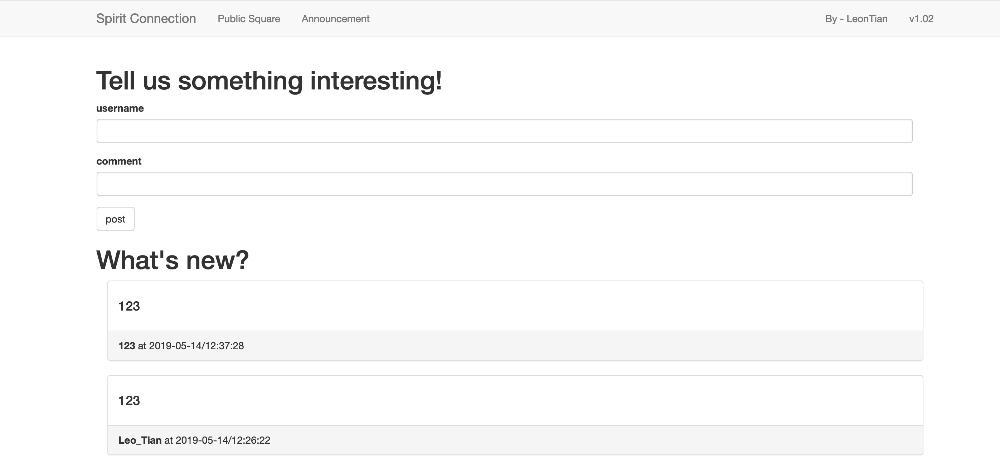 Spirit Connection Public Square Announcement By - LeonTian v1.02
Tell us something interesting!
username
comment
post
What's new?
123
123 at 2019-05-14/12:37:28
123
Leo_Tian at 2019-05-14/12:26:22